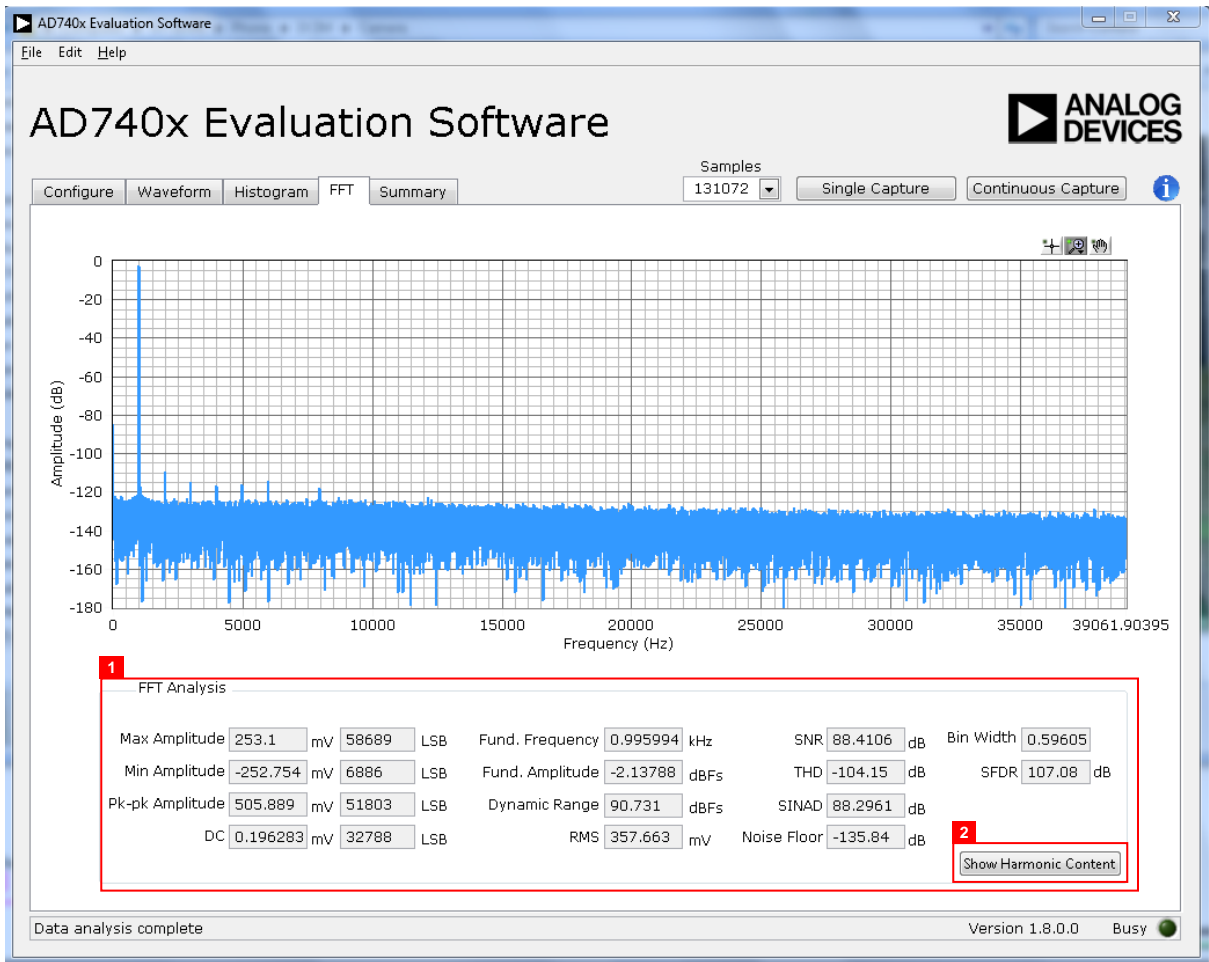 AD740x Evaluation Software
File Edit Help
AD740x Evaluation Software
ANALOG
DEVICES
Samples
Configure Waveform Histogram FFT Summary 131072 Single Capture Continuous Capture i
0
-20
-40
-60
-80
-100
-120
-140
-160
-180
Amplitude (dB)
0 5000 10000 15000 20000 25000 30000 35000 39061.90395
Frequency (Hz)
1
FFT Analysis
Max Amplitude 253.1 mV 58689 LSB Fund. Frequency 0.995994 kHz SNR 88.4106 dB Bin Width 0.59605
Min Amplitude -252.754 mV 6886 LSB Fund. Amplitude -2.13788 dBFs THD -104.15 dB SFDR 107.08 dB
Pk-pk Amplitude 505.889 mV 51803 LSB Dynamic Range 90.731 dBFs SINAD 88.2961 dB
DC 0.196283 mV 32788 LSB RMS 357.663 mV Noise Floor -135.84 dB
2
Show Harmonic Content
Data analysis complete Version 1.8.0.0 Busy